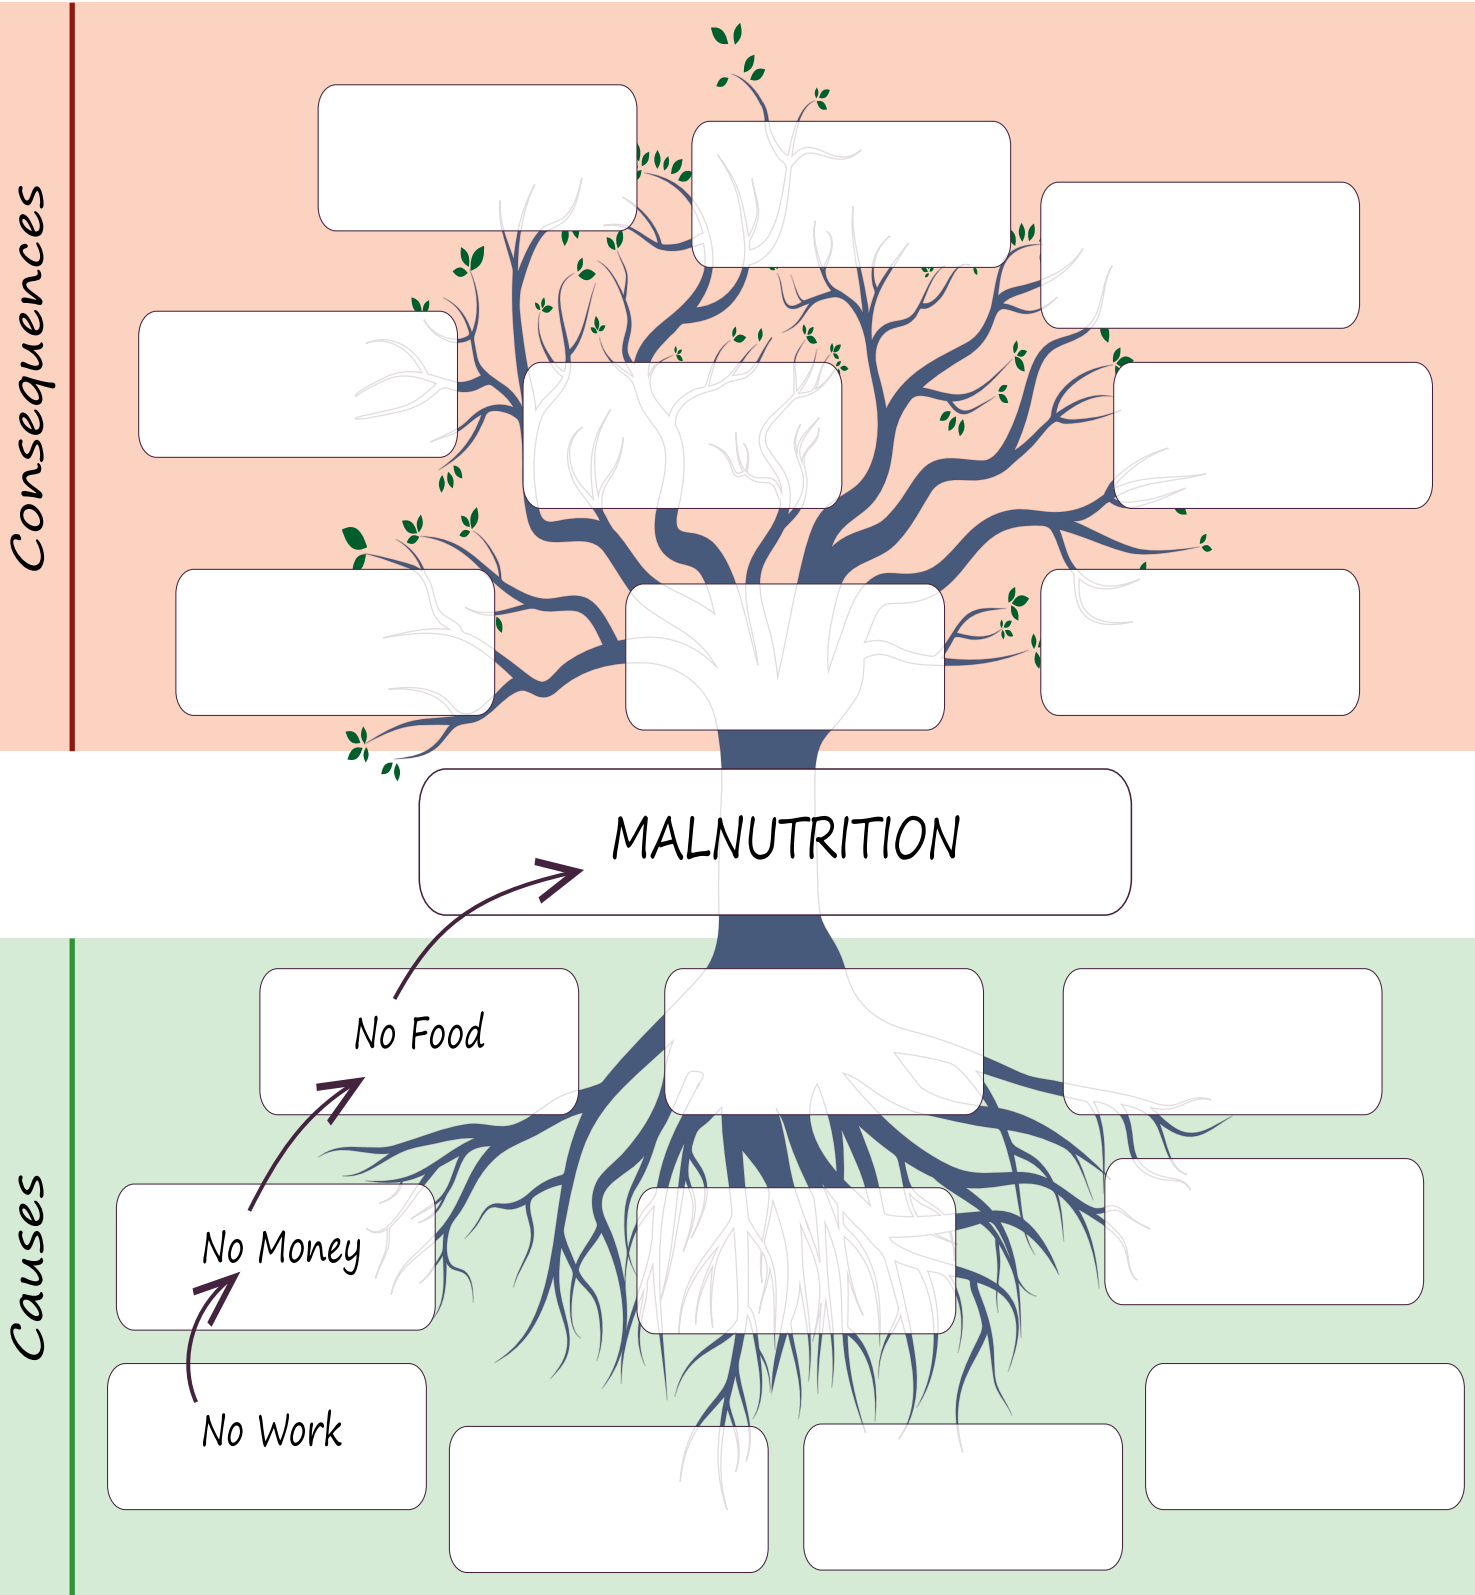 Consequences
MALNUTRITION
No Food
No Money
No Work
Causes